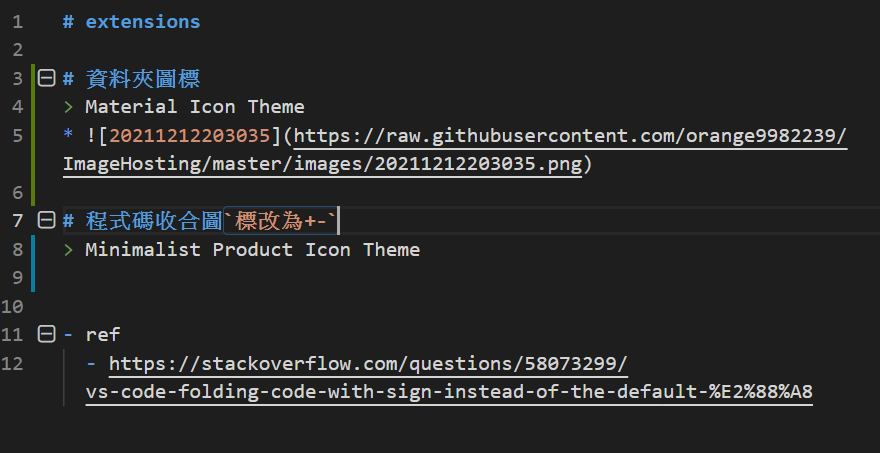 1 # extensions
2
3 # 資料夾圖標
4 > Material Icon Theme
5 * ![20211212203035](https://raw.githubusercontent.com/orange9982239/
ImageHosting/master/images/20211212203035.png)
6
7 # 程式碼收合圖`標改為+-`
8 > Minimalist Product Icon Theme
9
10
11 - ref
12 - https://stackoverflow.com/questions/58073299/
vs-code-folding-code-with-sign-instead-of-the-default-%E2%88%A8